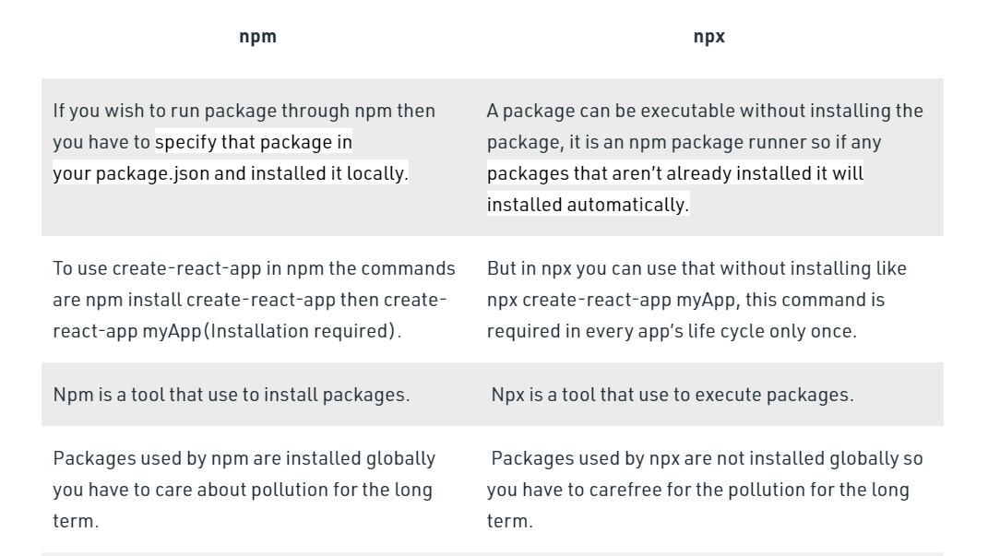 npm
npx
If you wish to run package through npm then
you have to specify that package in
your package.json and installed it locally.
A package can be executable without installing the
package, it is an npm package runner so if any
packages that aren’t already installed it will
installed automatically.
To use create-react-app in npm the commands
are npm install create-react-app then create-
react-app myApp(Installation required).
But in npx you can use that without installing like
npx create-react-app myApp, this command is
required in every app’s life cycle only once.
Npm is a tool that use to install packages.
Npx is a tool that use to execute packages.
Packages used by npm are installed globally
you have to care about pollution for the long
term.
Packages used by npx are not installed globally so
you have to carefree for the pollution for the long
term.